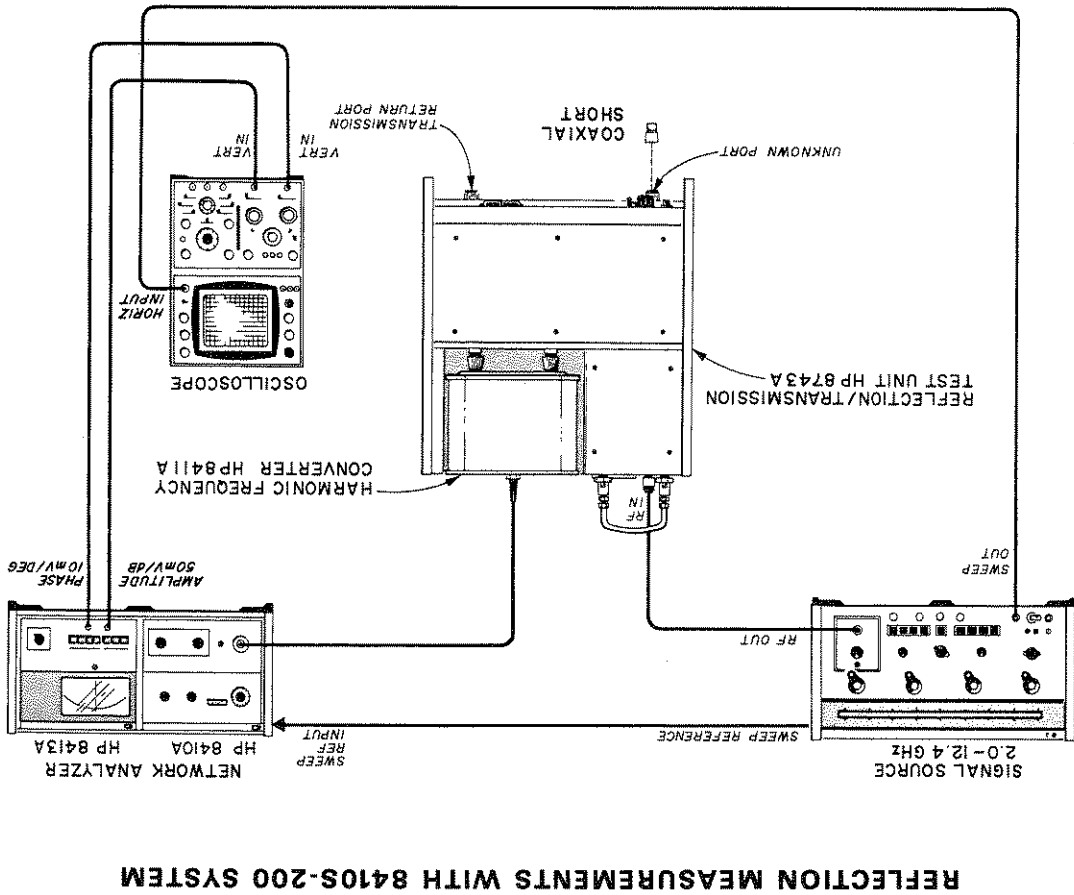 REFLECTION MEASUREMENTS WITH 8410S-200 SYSTEM
SIGNAL SOURCE
2.0–12.4 GHz
SWEEP REFERENCE
SWEEP
REF
INPUT
NETWORK ANALYZER
HP 8410A
HP 8413A
SWEEP
OUT
RF OUT
AMPLITUDE
50mV/dB
PHASE
10mV/DEG
RF
IN
HARMONIC FREQUENCY
CONVERTER HP8411A
REFLECTION/TRANSMISSION
TEST UNIT HP8743A
OSCILLOSCOPE
HORIZ
INPUT
UNKNOWN PORT
COAXIAL
SHORT
TRANSMISSION
RETURN PORT
VERT
IN
VERT
IN